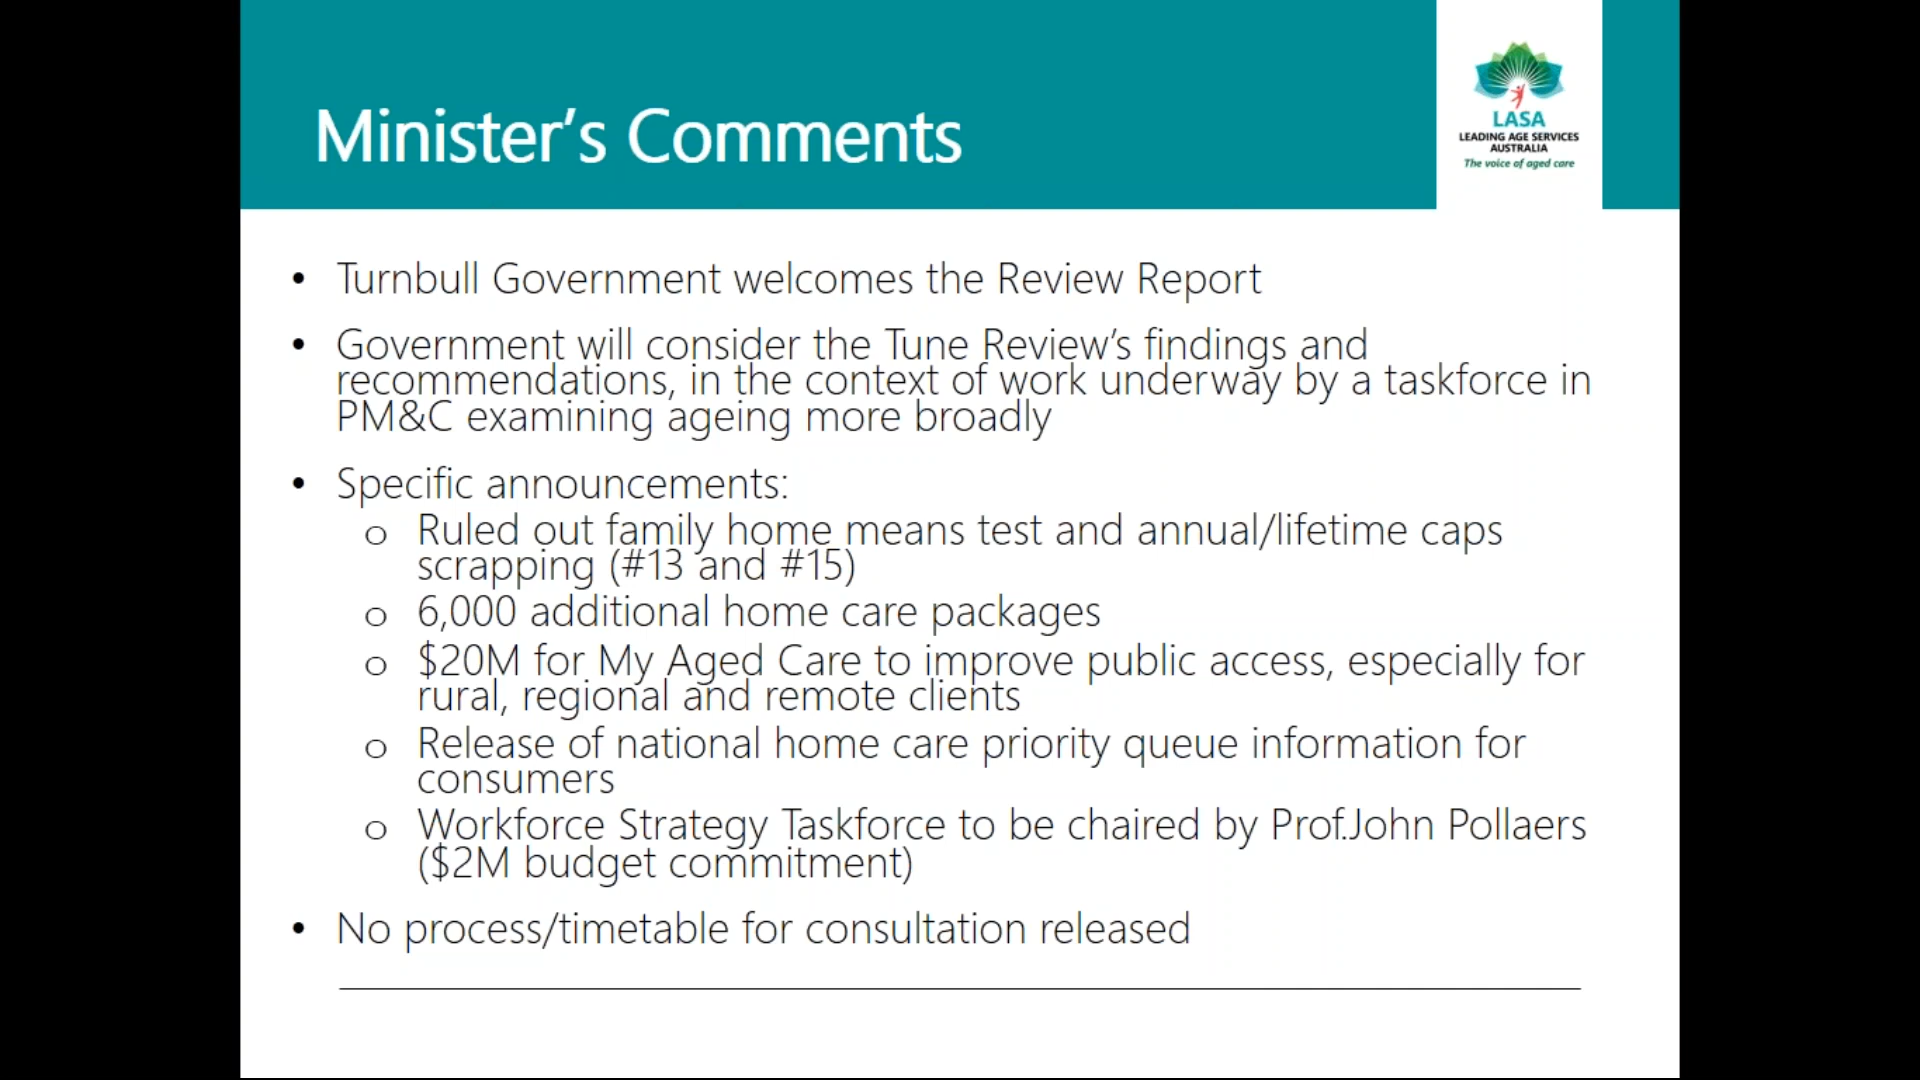 Minister's Comments
LASA
LEADING AGE SERVICES
AUSTRALIA
The voice of aged care
• Turnbull Government welcomes the Review Report
• Government will consider the Tune Review's findings and
recommendations, in the context of work underway by a taskforce in
PM&C examining ageing more broadly
• Specific announcements:
o Ruled out family home means test and annual/lifetime caps
scrapping (#13 and #15)
o 6,000 additional home care packages
o $20M for My Aged Care to improve public access, especially for
rural, regional and remote clients
o Release of national home care priority queue information for
consumers
o Workforce Strategy Taskforce to be chaired by Prof.John Pollaers
($2M budget commitment)
• No process/timetable for consultation released